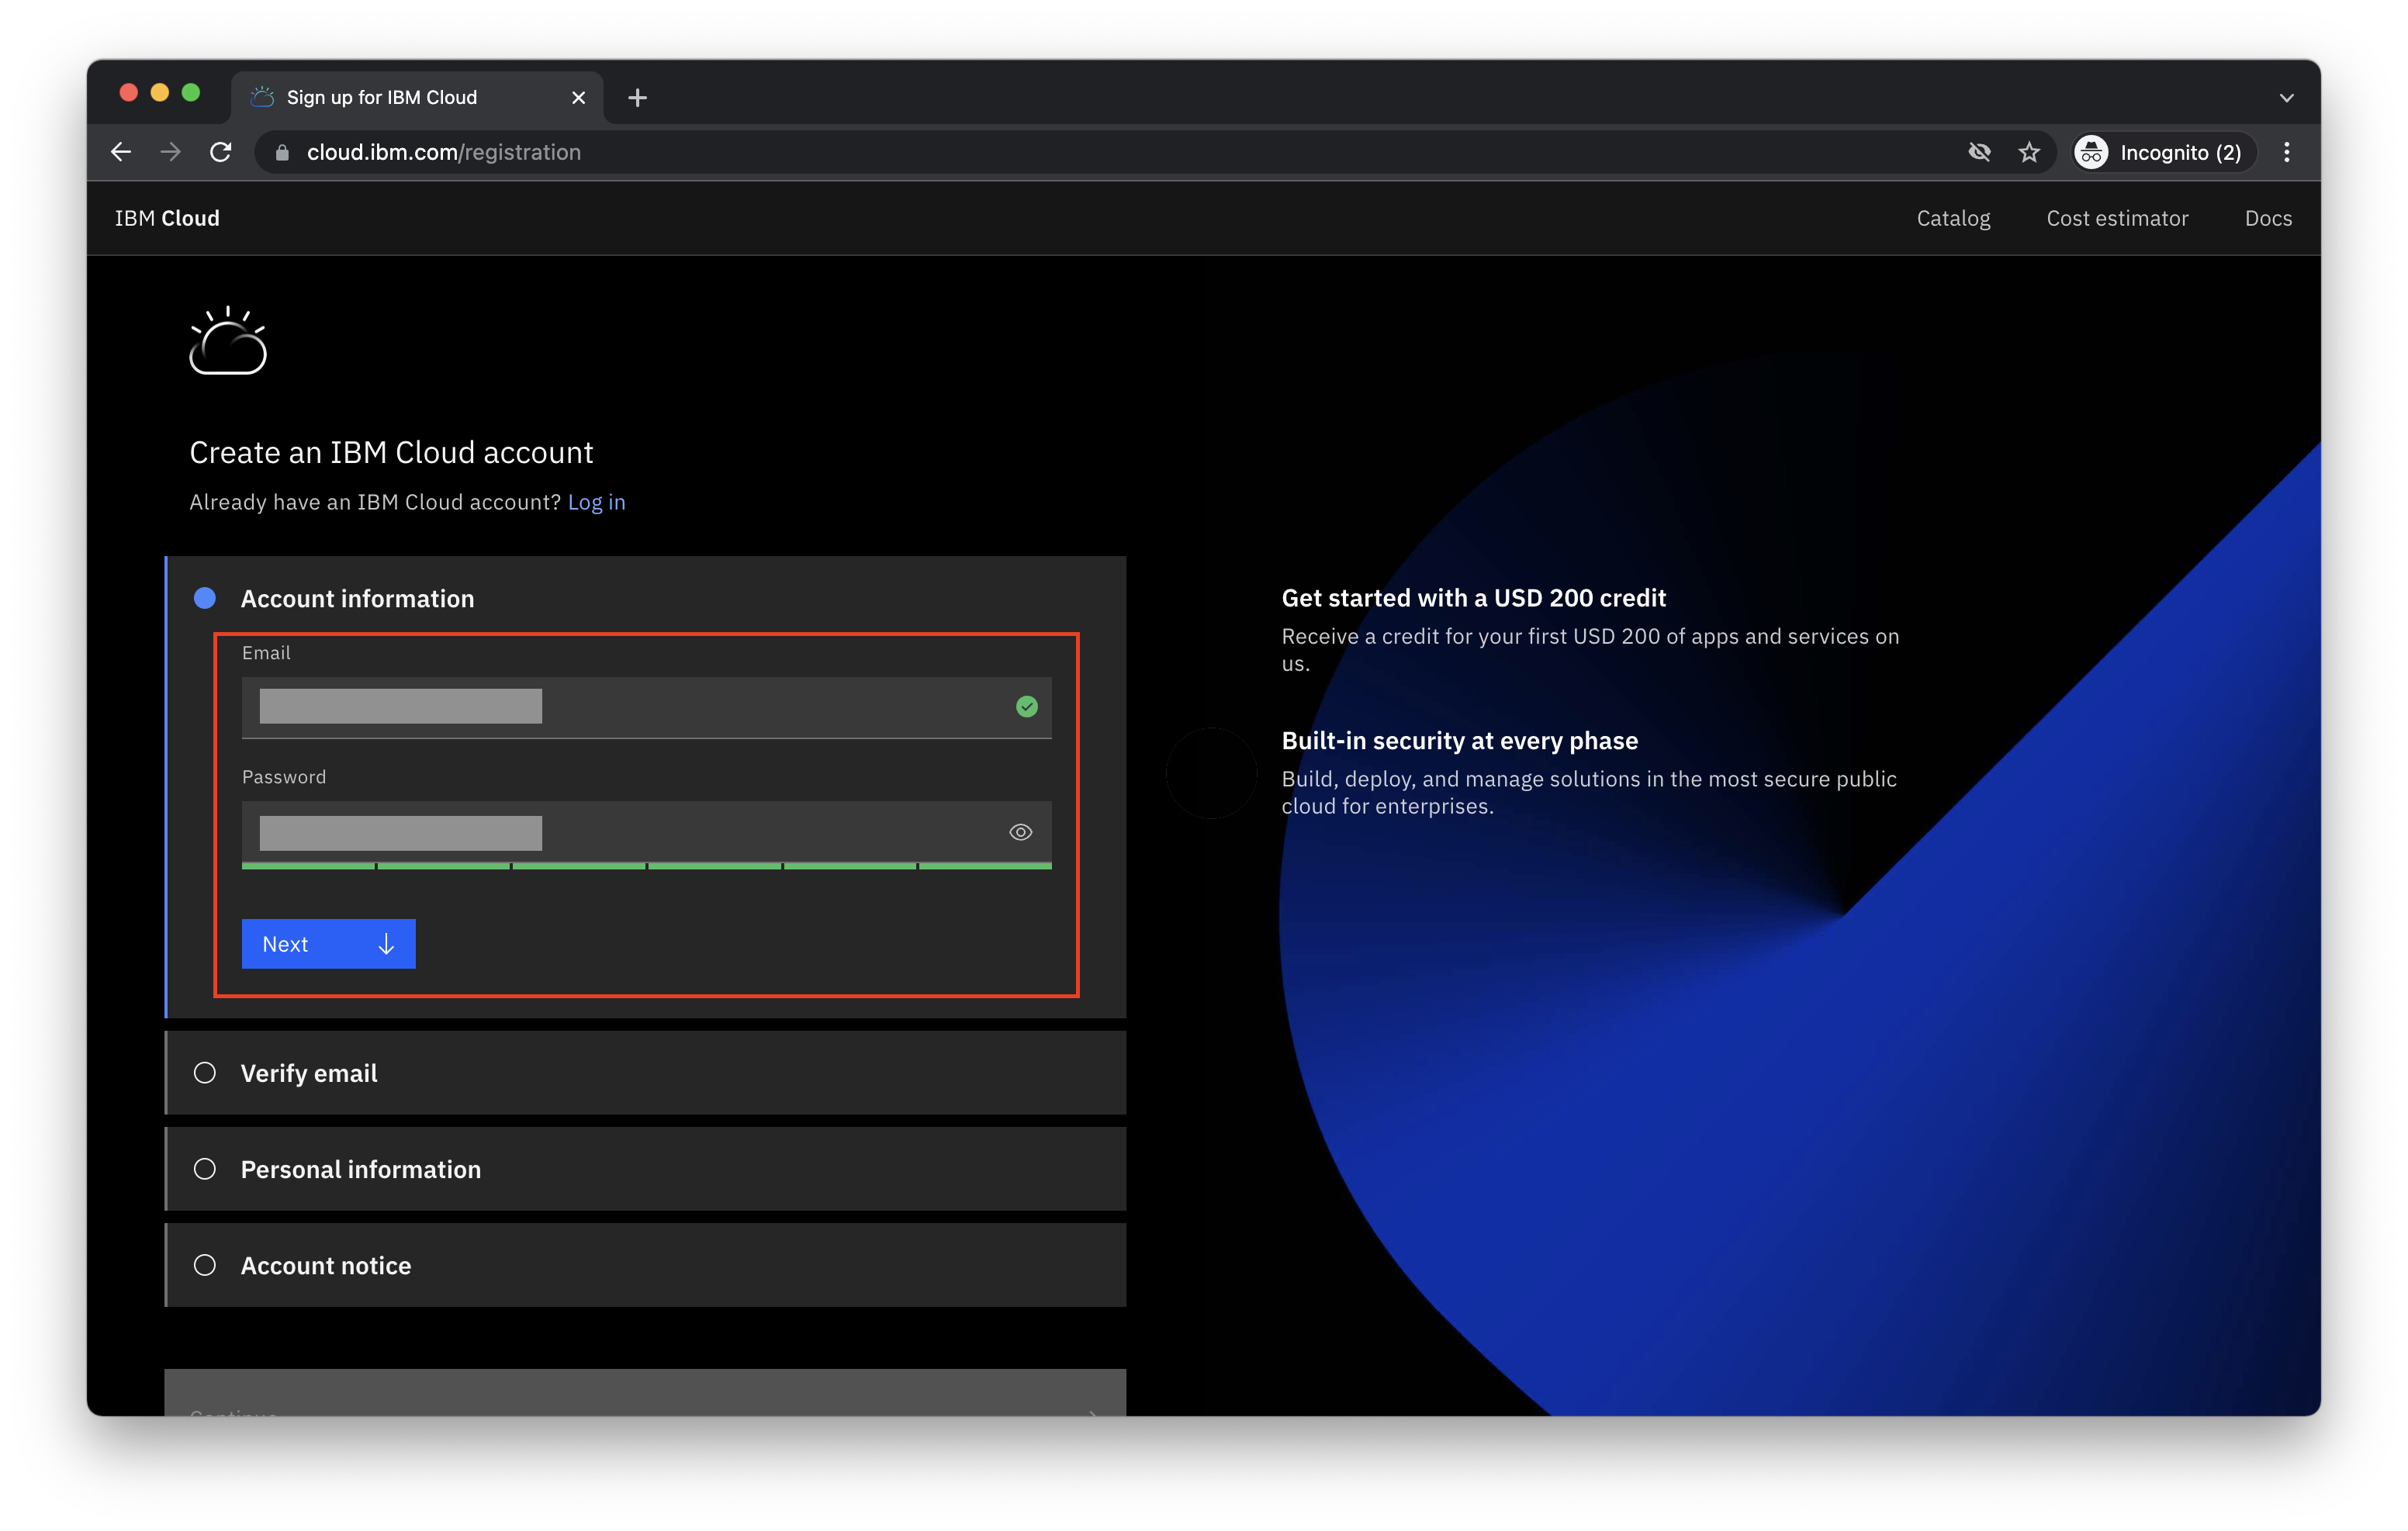 Sign up for IBM Cloud
cloud.ibm.com/registration
Incognito (2)
IBM Cloud
Catalog
Cost estimator
Docs
Create an IBM Cloud account
Already have an IBM Cloud account? Log in
Account information
Email
Password
Next
Verify email
Personal information
Account notice
Get started with a USD 200 credit
Receive a credit for your first USD 200 of apps and services on
us.
Built-in security at every phase
Build, deploy, and manage solutions in the most secure public
cloud for enterprises.
Continue